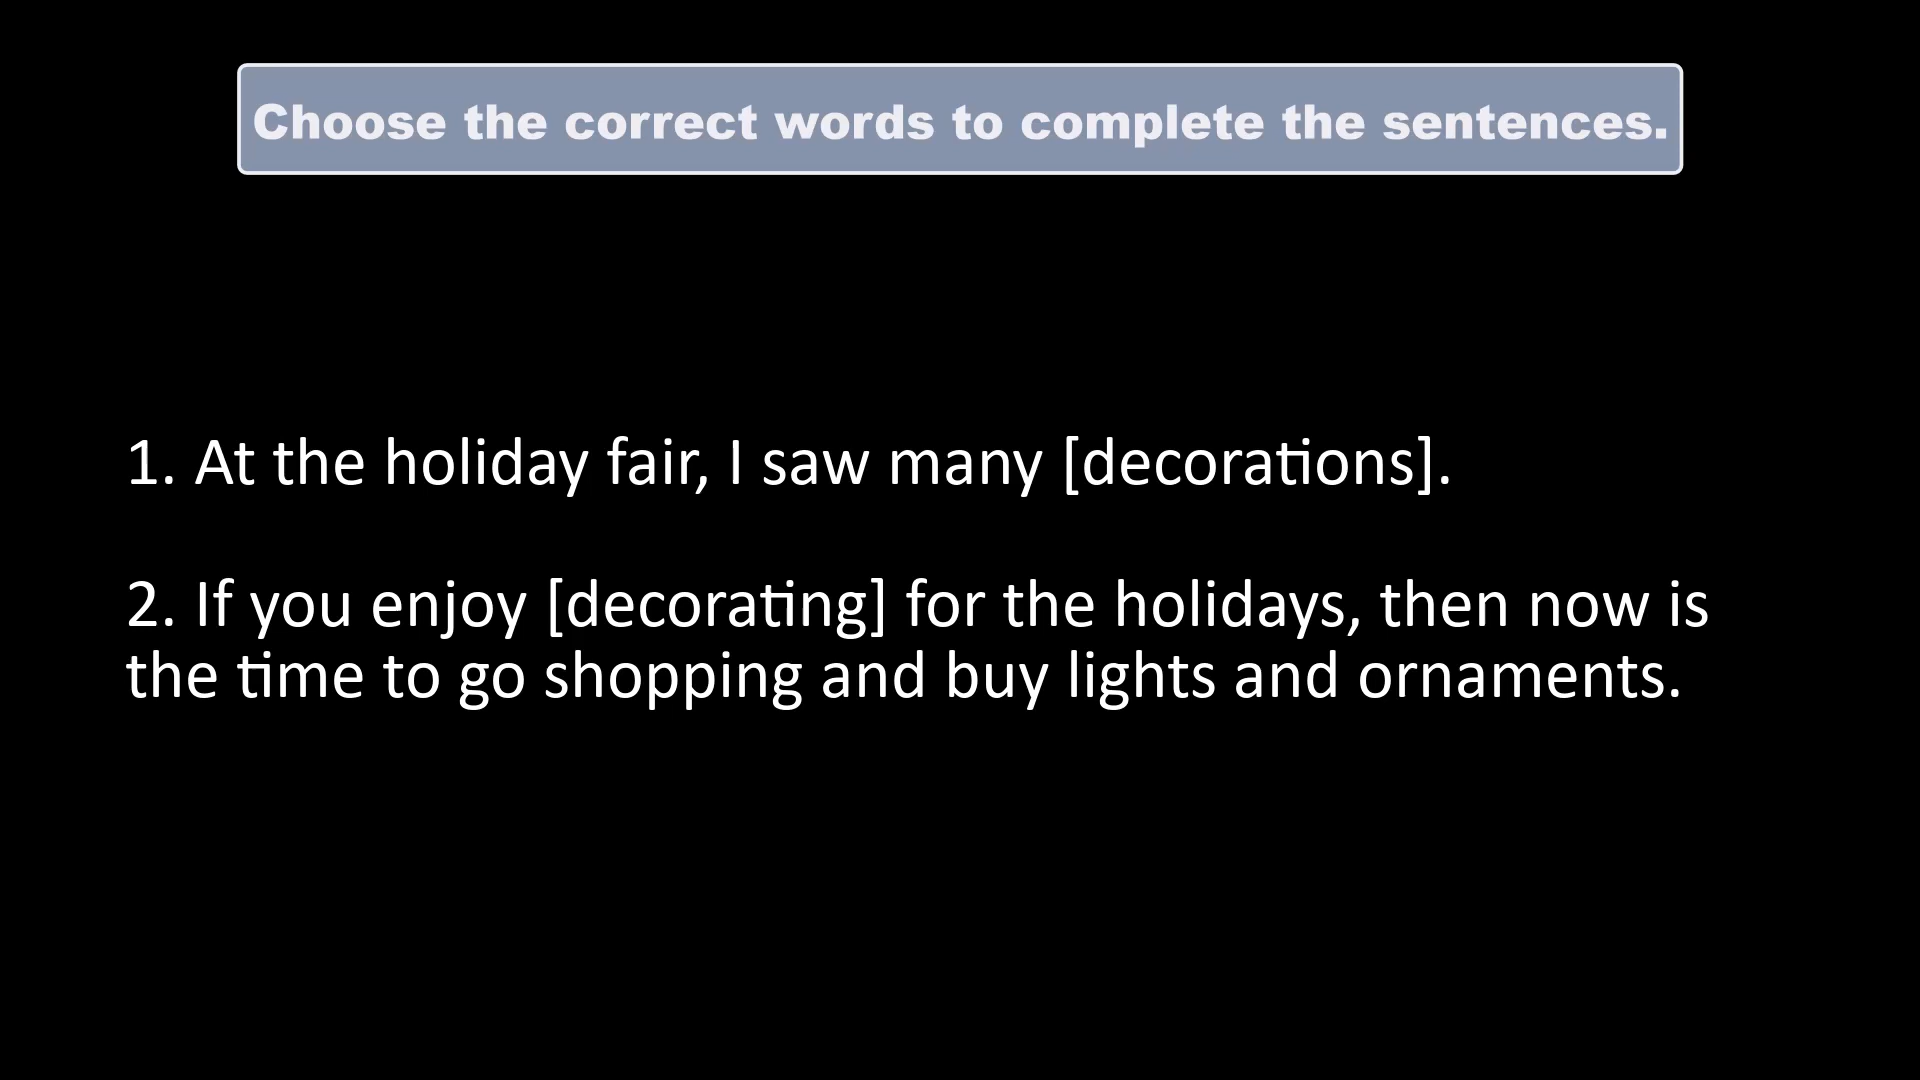 Choose the correct words to complete the sentences.
1. At the holiday fair, I saw many [decorations].
2. If you enjoy [decorating] for the holidays, then now is
the time to go shopping and buy lights and ornaments.